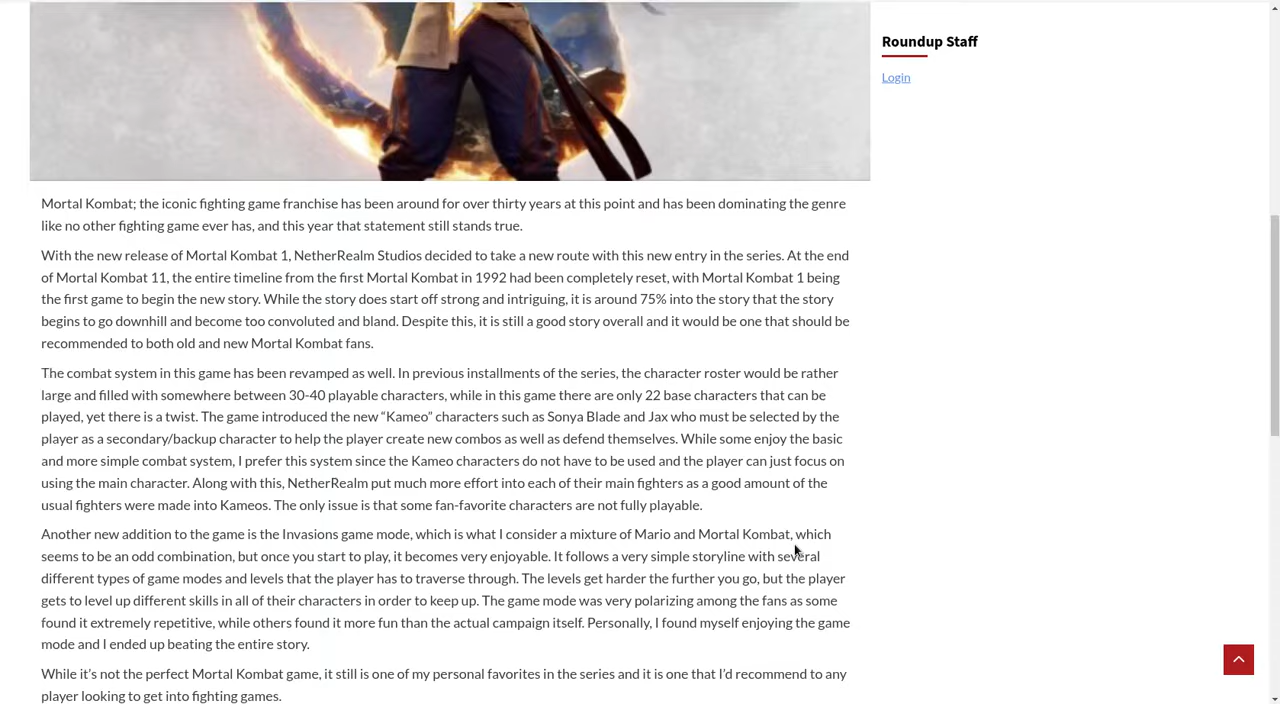 Roundup Staff
Login
Mortal Kombat; the iconic fighting game franchise has been around for over thirty years at this point and has been dominating the genre
like no other fighting game ever has, and this year that statement still stands true.
With the new release of Mortal Kombat 1, NetherRealm Studios decided to take a new route with this new entry in the series. At the end
of Mortal Kombat 11, the entire timeline from the first Mortal Kombat in 1992 had been completely reset, with Mortal Kombat 1 being
the first game to begin the new story. While the story does start off strong and intriguing, it is around 75% into the story that the story
begins to go downhill and become too convoluted and bland. Despite this, it is still a good story overall and it would be one that should be
recommended to both old and new Mortal Kombat fans.
The combat system in this game has been revamped as well. In previous installments of the series, the character roster would be rather
large and filled with somewhere between 30-40 playable characters, while in this game there are only 22 base characters that can be
played, yet there is a twist. The game introduced the new “Kameo” characters such as Sonya Blade and Jax who must be selected by the
player as a secondary/backup character to help the player create new combos as well as defend themselves. While some enjoy the basic
and more simple combat system, I prefer this system since the Kameo characters do not have to be used and the player can just focus on
using the main character. Along with this, NetherRealm put much more effort into each of their main fighters as a good amount of the
usual fighters were made into Kameos. The only issue is that some fan-favorite characters are not fully playable.
Another new addition to the game is the Invasions game mode, which is what I consider a mixture of Mario and Mortal Kombat, which
seems to be an odd combination, but once you start to play, it becomes very enjoyable. It follows a very simple storyline with several
different types of game modes and levels that the player has to traverse through. The levels get harder the further you go, but the player
gets to level up different skills in all of their characters in order to keep up. The game mode was very polarizing among the fans as some
found it extremely repetitive, while others found it more fun than the actual campaign itself. Personally, I found myself enjoying the game
mode and I ended up beating the entire story.
While it’s not the perfect Mortal Kombat game, it still is one of my personal favorites in the series and it is one that I’d recommend to any
player looking to get into fighting games.